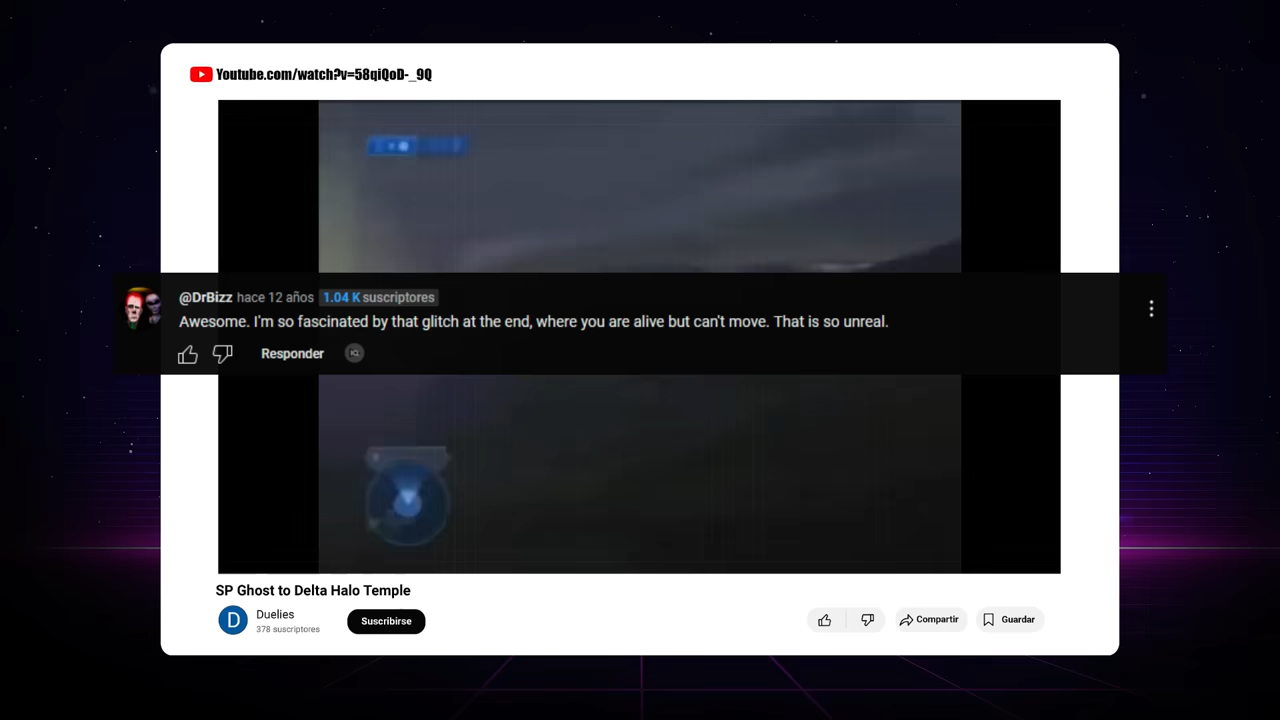 Youtube.com/watch?v=58qiQoD-_9Q
@DrBizz hace 12 años 1.04 K suscriptores
Awesome. I'm so fascinated by that glitch at the end, where you are alive but can't move. That is so unreal.
Responder
SP Ghost to Delta Halo Temple
D
Duelies
378 suscriptores
Suscribirse
Compartir
Guardar